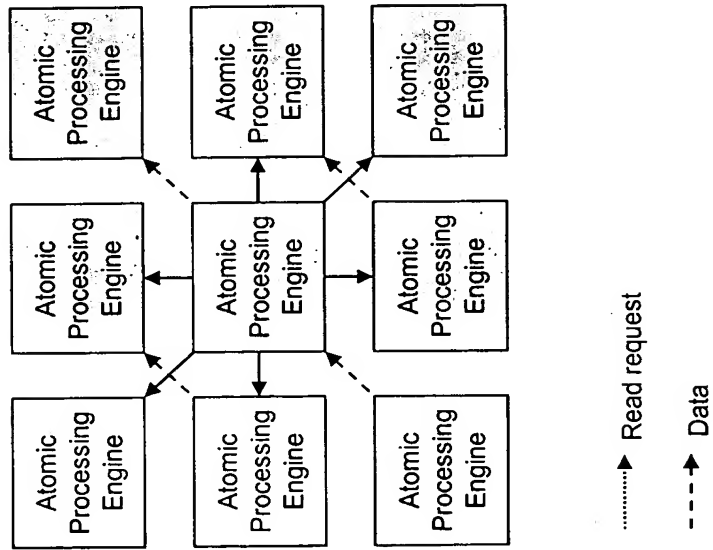 Atomic
Processing
Engine
Atomic
Processing
Engine
Atomic
Processing
Engine
Atomic
Processing
Engine
Atomic
Processing
Engine
Atomic
Processing
Engine
Atomic
Processing
Engine
Atomic
Processing
Engine
Atomic
Processing
Engine
Read request
Data